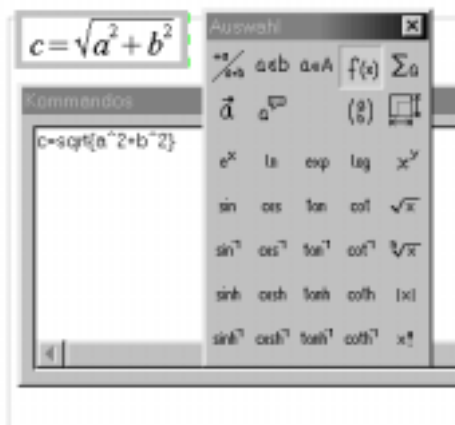 c=√a²+b²
Auswahl
+a/a+b a≤b a∈A f(x) Σa
a⃗ (a b)
Kommandos
c=sqrt{a^2+b^2}
eˣ ln exp log xʸ
sin cos tan cot √x
sin⁻¹ cos⁻¹ tan⁻¹ cot⁻¹ ⁿ√x
sinh cosh tanh coth |x|
sinh⁻¹ cosh⁻¹ tanh⁻¹ coth⁻¹ x!